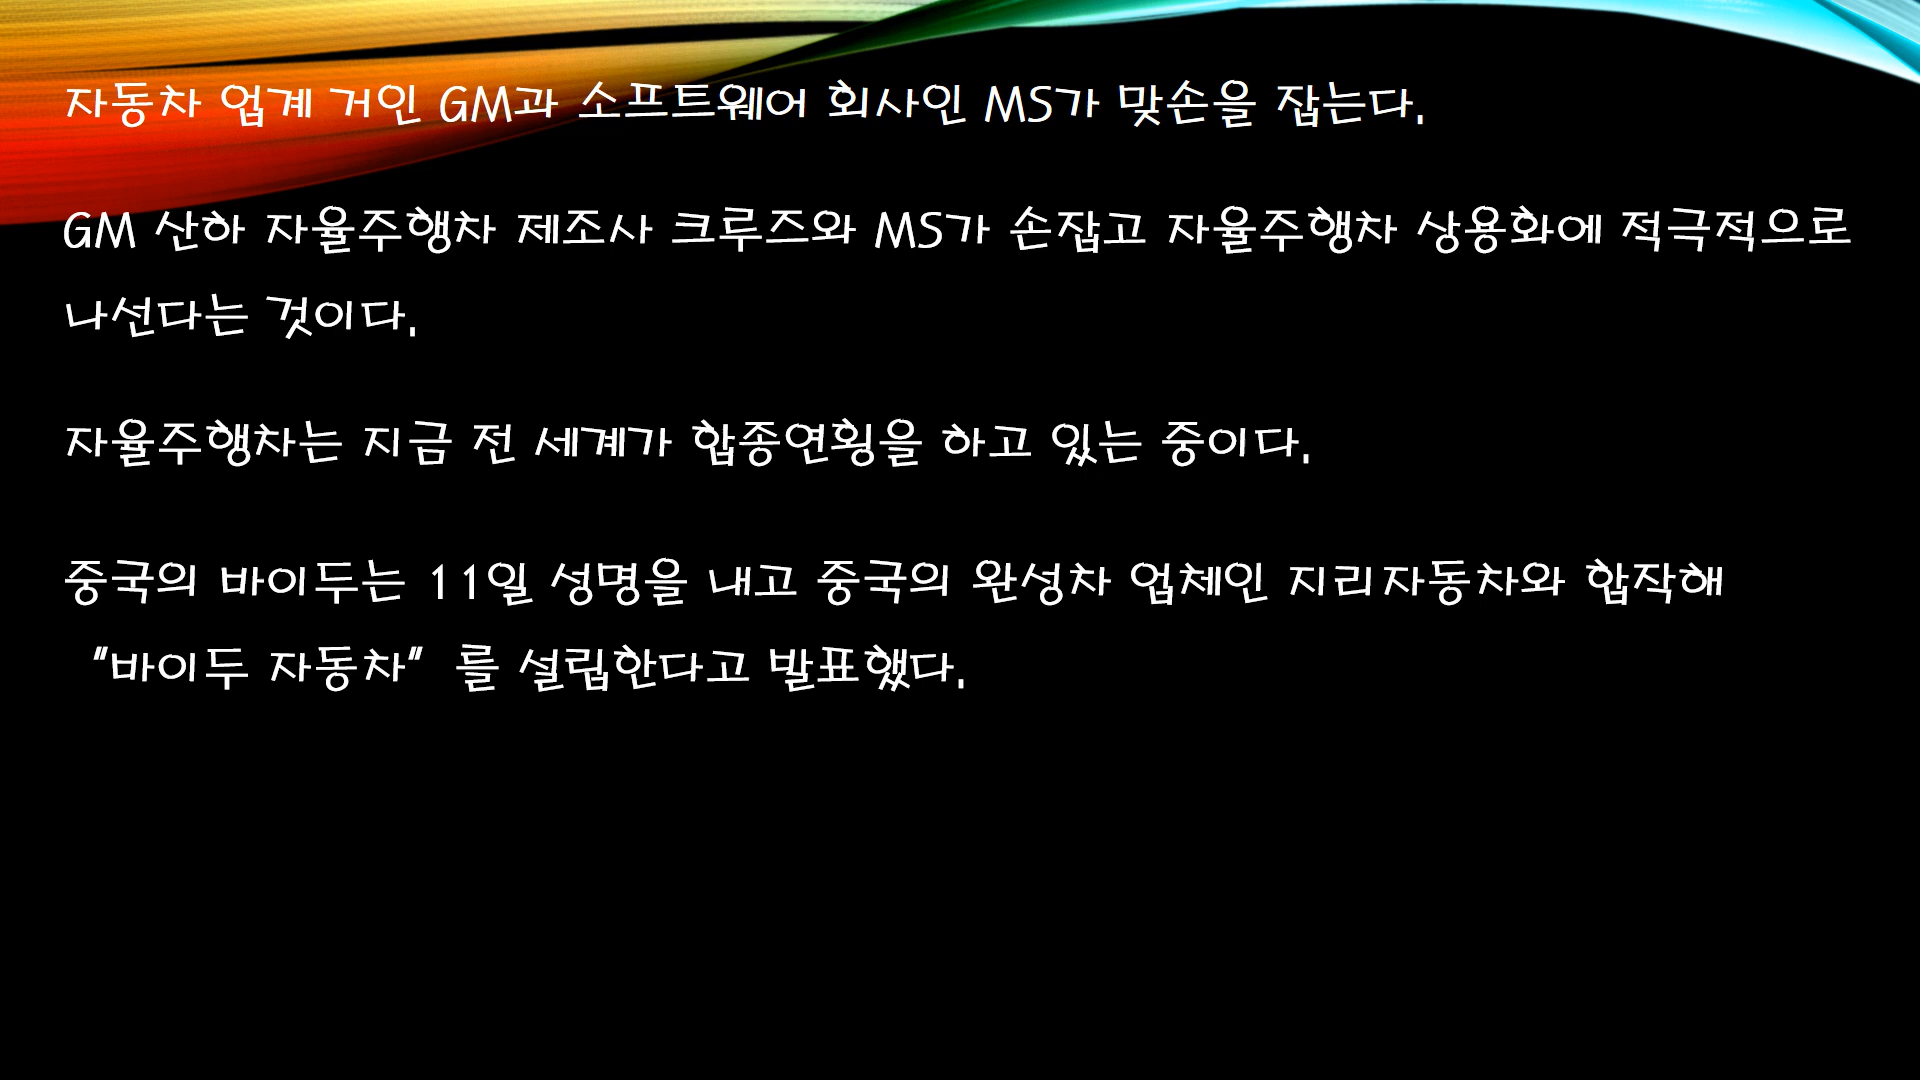 자동차 업계 거인 GM과 소프트웨어 회사인 MS가 맞손을 잡는다.
GM 산하 자율주행차 제조사 크루즈와 MS가 손잡고 자율주행차 상용화에 적극적으로
나선다는 것이다.
자율주행차는 지금 전 세계가 합종연횡을 하고 있는 중이다.
중국의 바이두는 11일 성명을 내고 중국의 완성차 업체인 지리자동차와 합작해
"바이두 자동차" 를 설립한다고 발표했다.